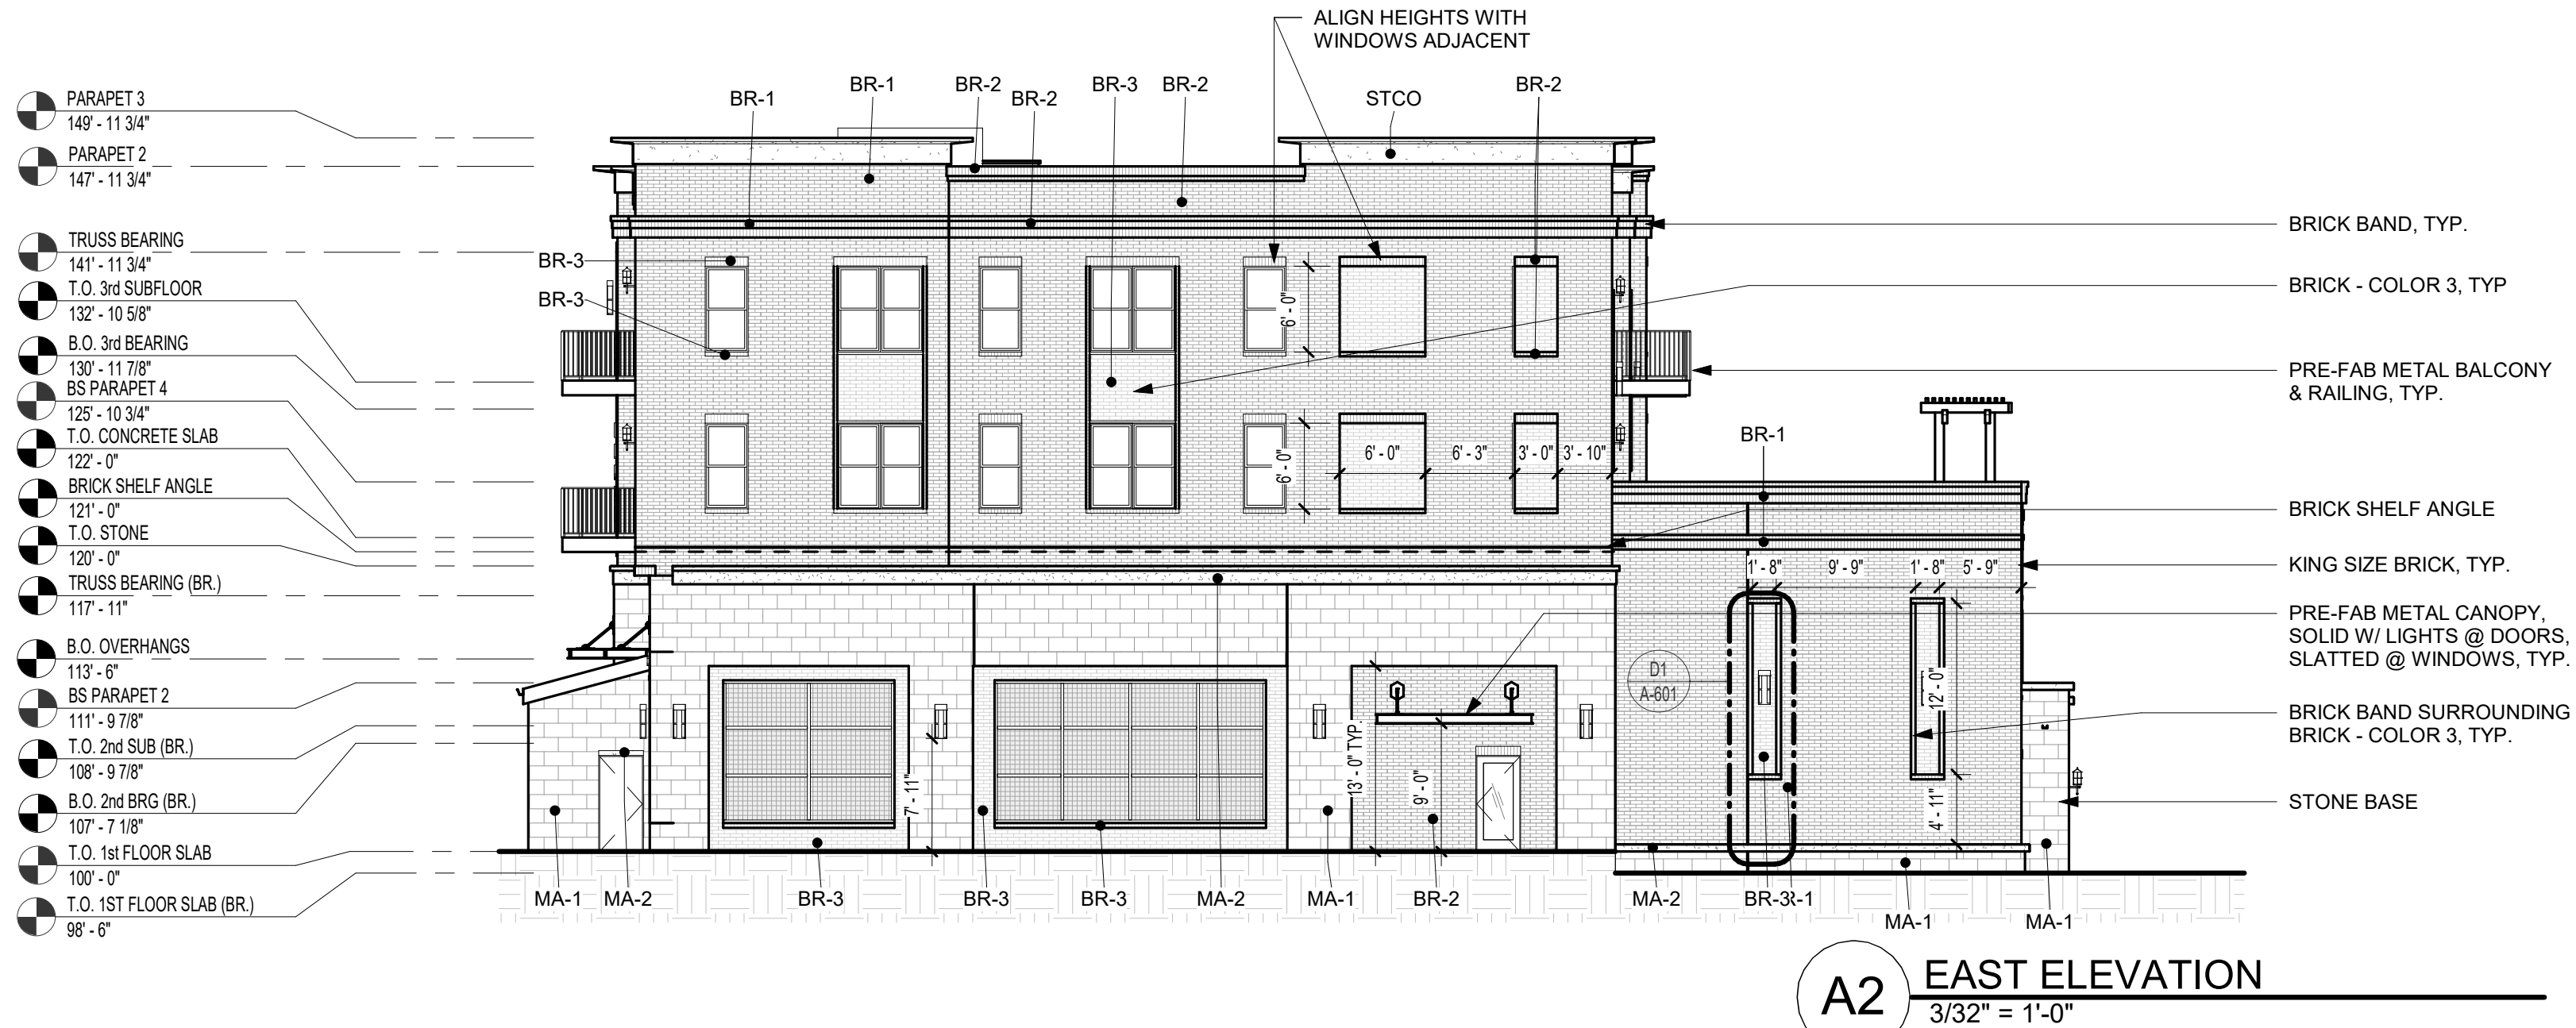 ALIGN HEIGHTS WITH
WINDOWS ADJACENT
BR-1
BR-1
BR-2
BR-2
BR-3
BR-2
STCO
BR-2
PARAPET 3
149' - 11 3/4"
PARAPET 2
147' - 11 3/4"
TRUSS BEARING
141' - 11 3/4"
T.O. 3rd SUBFLOOR
132' - 10 5/8"
B.O. 3rd BEARING
130' - 11 7/8"
BS PARAPET 4
125' - 10 3/4"
T.O. CONCRETE SLAB
122' - 0"
BRICK SHELF ANGLE
121' - 0"
T.O. STONE
120' - 0"
TRUSS BEARING (BR.)
117' - 11"
B.O. OVERHANGS
113' - 6"
BS PARAPET 2
111' - 9 7/8"
T.O. 2nd SUB (BR.)
108' - 9 7/8"
B.O. 2nd BRG (BR.)
107' - 7 1/8"
T.O. 1st FLOOR SLAB
100' - 0"
T.O. 1ST FLOOR SLAB (BR.)
98' - 6"
BR-3
BR-3
6' - 0"
6' - 0"
6' - 0"
6' - 3"
3' - 0"
3' - 10"
BR-1
1' - 8"
9' - 9"
1' - 8"
5' - 9"
D1
A-601
12' - 0"
4' - 11"
7' - 11"
13' - 0" TYP.
9' - 0"
BRICK BAND, TYP.
BRICK - COLOR 3, TYP
PRE-FAB METAL BALCONY
& RAILING, TYP.
BRICK SHELF ANGLE
KING SIZE BRICK, TYP.
PRE-FAB METAL CANOPY,
SOLID W/ LIGHTS @ DOORS,
SLATTED @ WINDOWS, TYP.
BRICK BAND SURROUNDING
BRICK - COLOR 3, TYP.
STONE BASE
MA-1
MA-2
BR-3
BR-3
BR-3
MA-2
MA-1
BR-2
MA-2
BR-3
MA-1
MA-1
A2
EAST ELEVATION
3/32" = 1'-0"